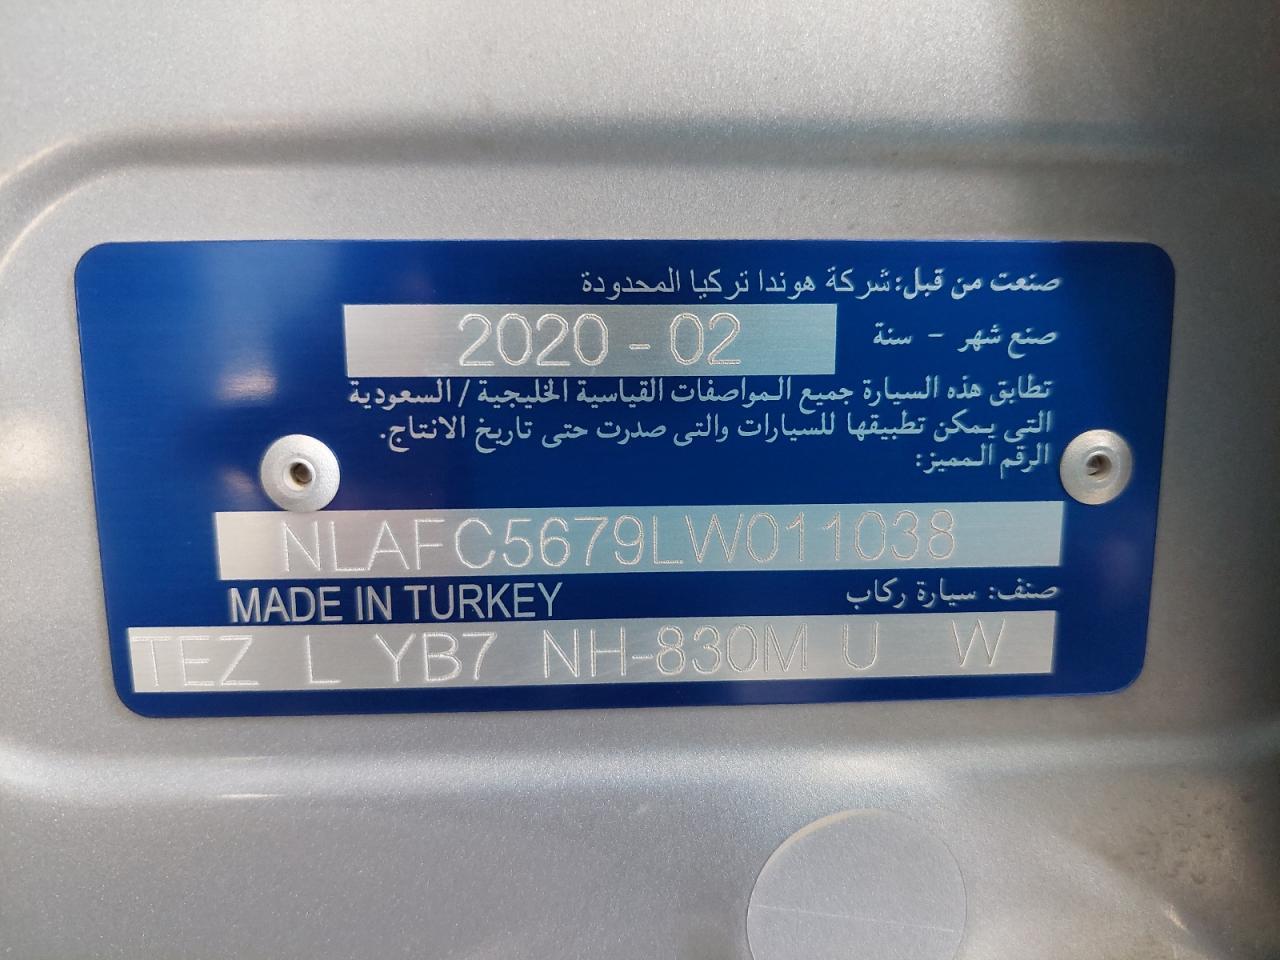 صنعت من قبل: شركة هوندا تركيا المحدودة
صنع شهر - سنة 2020 - 02
تطابق هذه السيارة جميع المواصفات القياسية الخليجية / السعودية
التي يمكن تطبيقها للسيارات والتي صدرت حتى تاريخ الانتاج.
الرقم المميز:
NLAFC5679LW011038
صنف: سيارة ركاب MADE IN TURKEY
TEZ L YB7 NH-830M U W